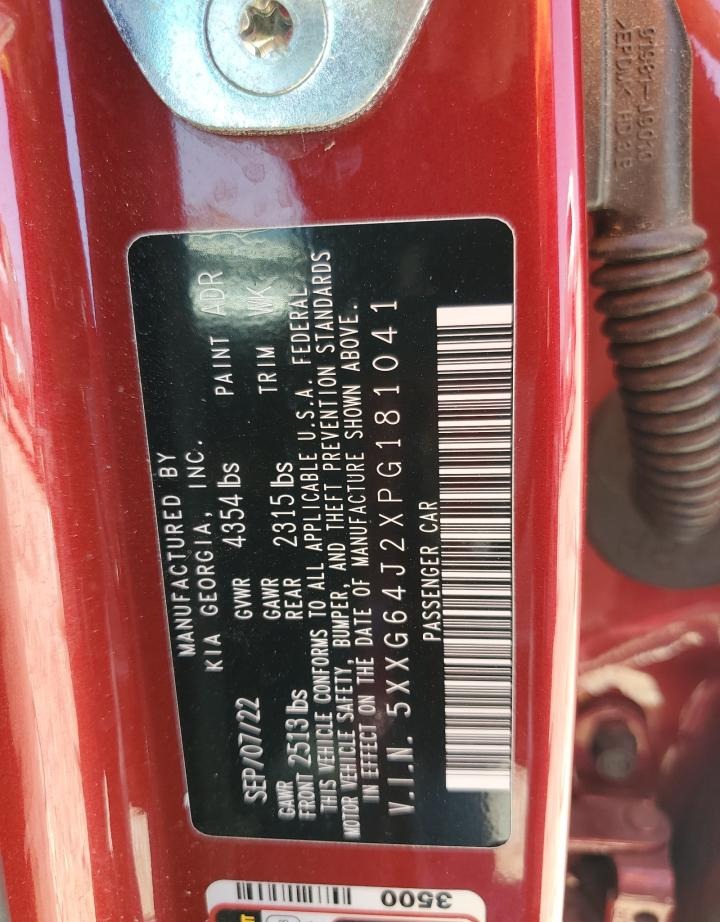 MANUFACTURED BY
KIA GEORGIA, INC.
SEP/07/22 GVWR 4354 lbs PAINT ADR
GAWR FRONT 2513 lbs GAWR REAR 2315 lbs TRIM WK
THIS VEHICLE CONFORMS TO ALL APPLICABLE U.S.A. FEDERAL
MOTOR VEHICLE SAFETY, BUMPER, AND THEFT PREVENTION STANDARDS
IN EFFECT ON THE DATE OF MANUFACTURE SHOWN ABOVE.
V.I.N. 5XXG64J2XPG181041
PASSENGER CAR
3500